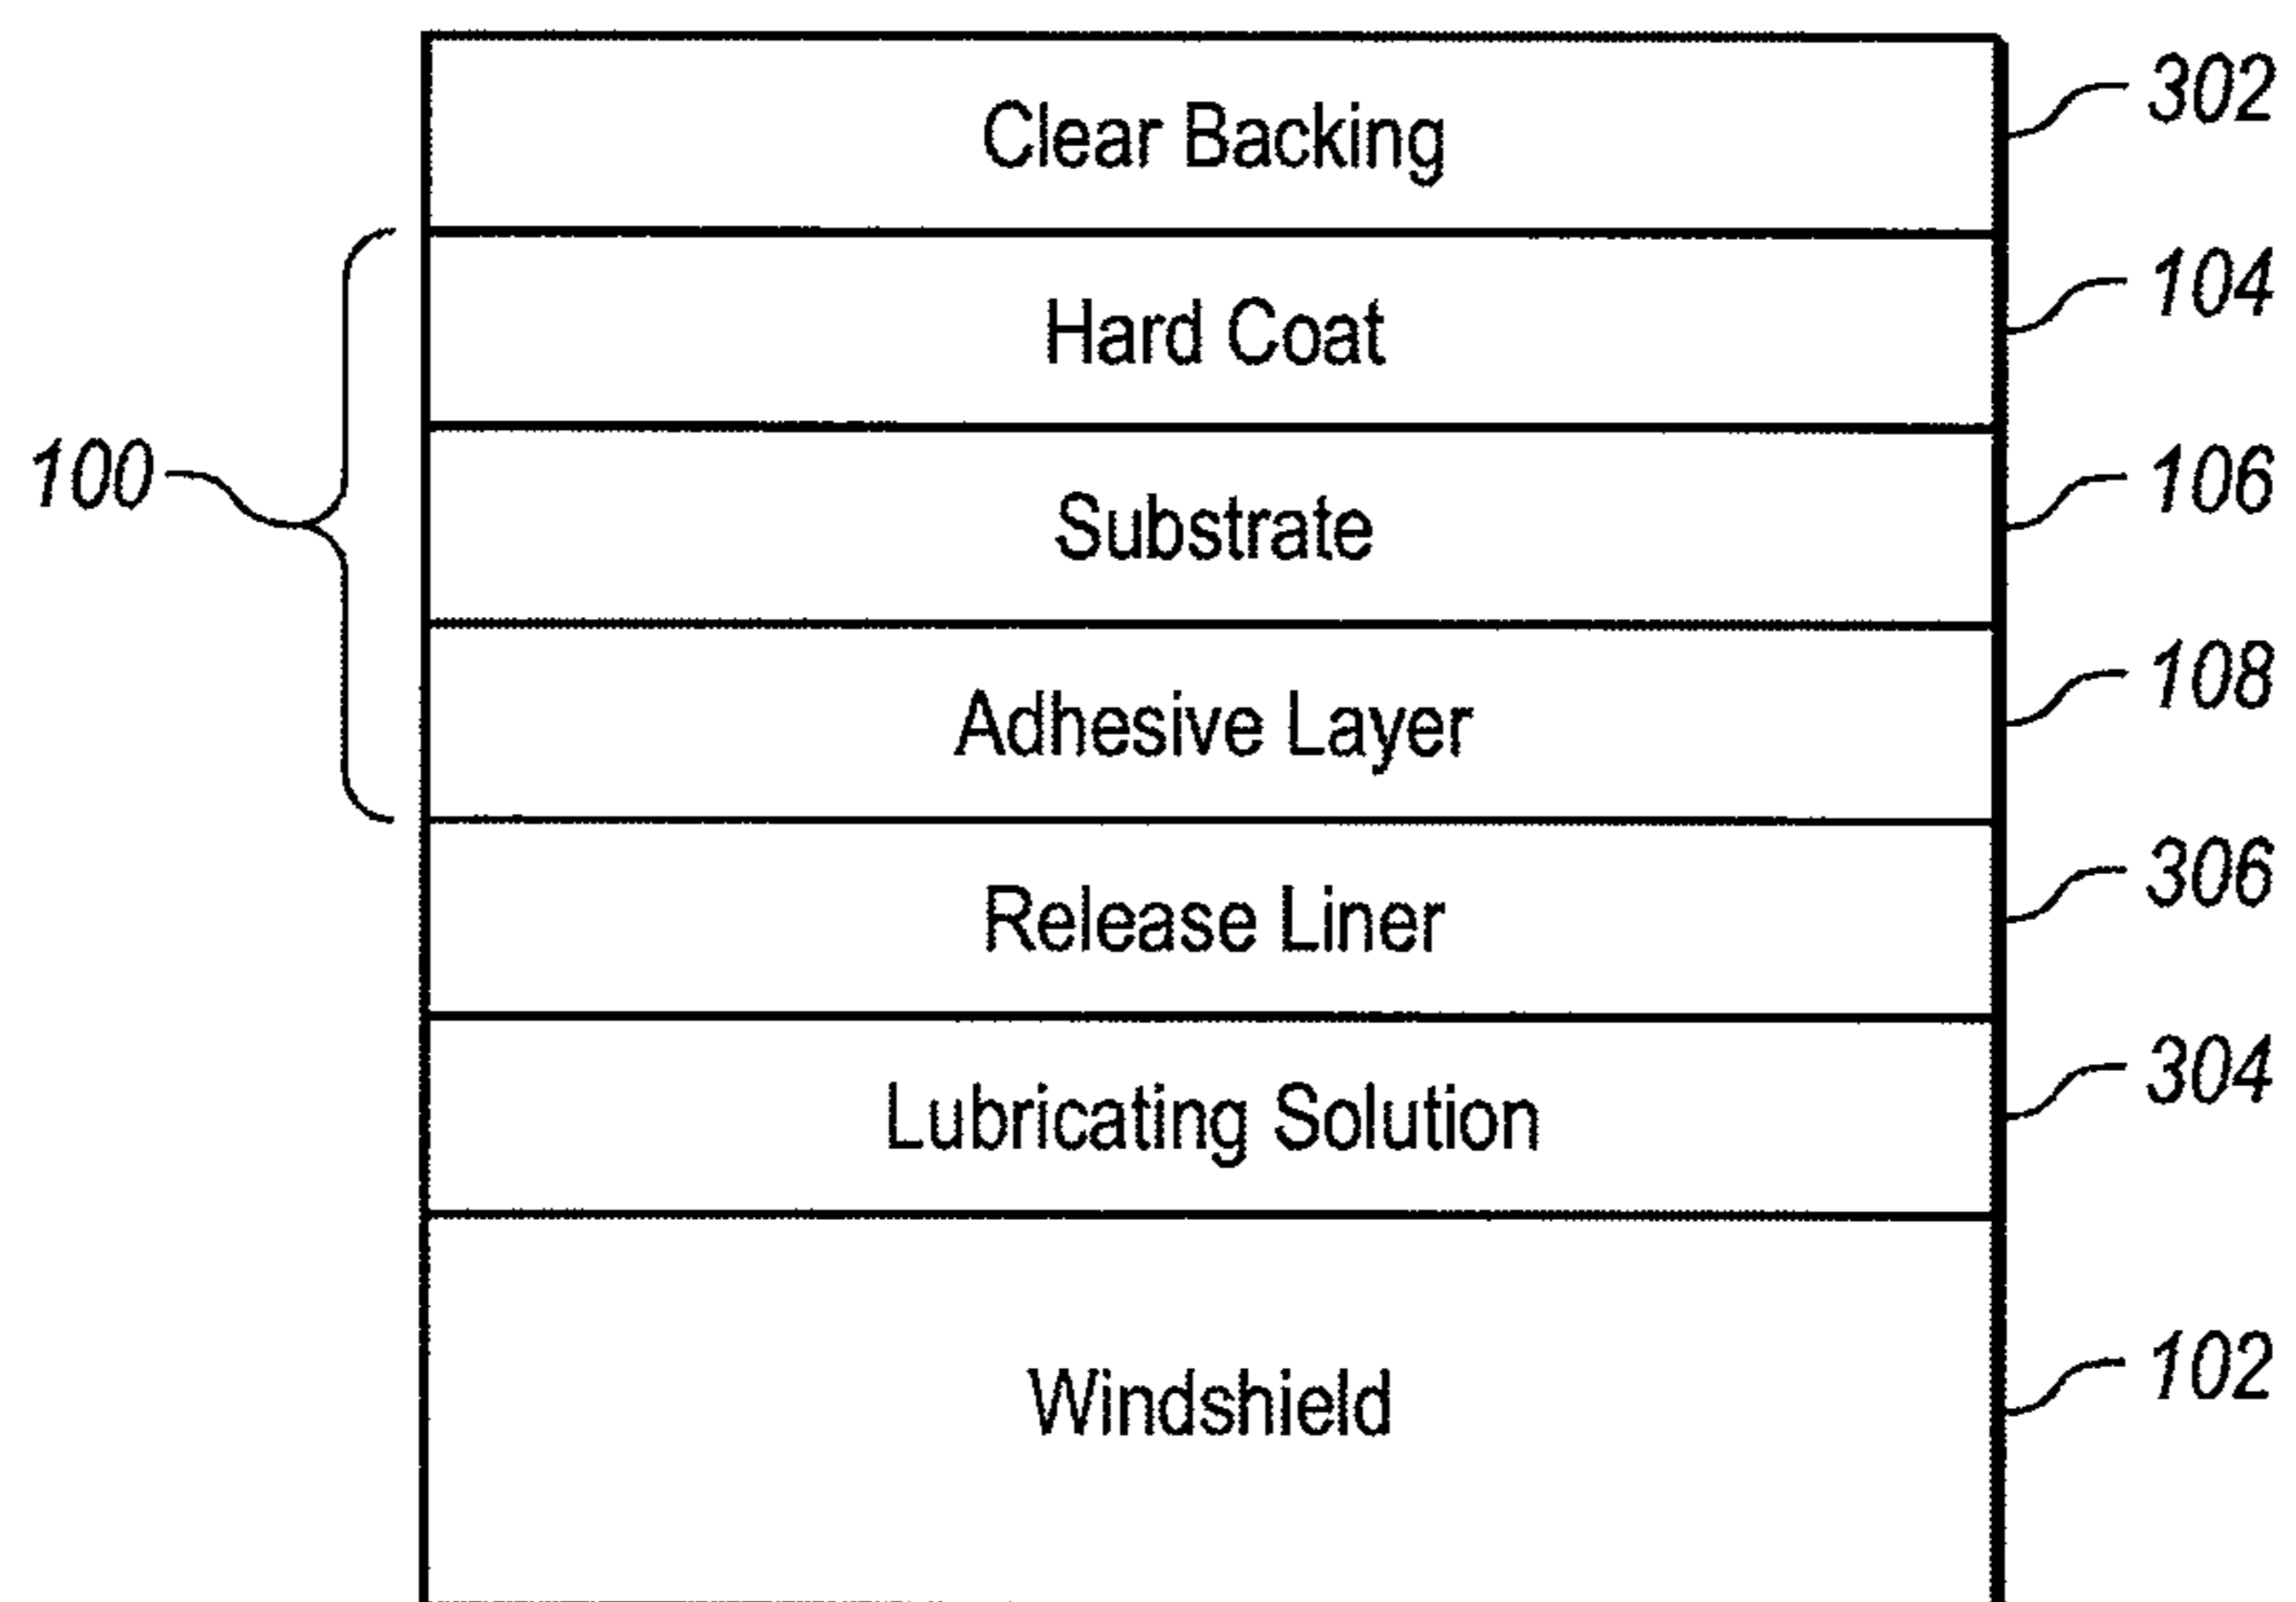 Clear Backing 302
Hard Coat 104
100
Substrate 106
Adhesive Layer 108
Release Liner 306
Lubricating Solution 304
Windshield 102